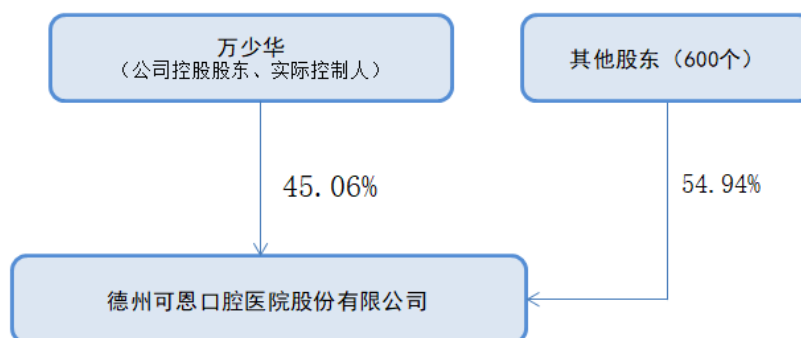 万少华
（公司控股股东、实际控制人）
其他股东（600个）
45.06%
54.94%
德州可恩口腔医院股份有限公司